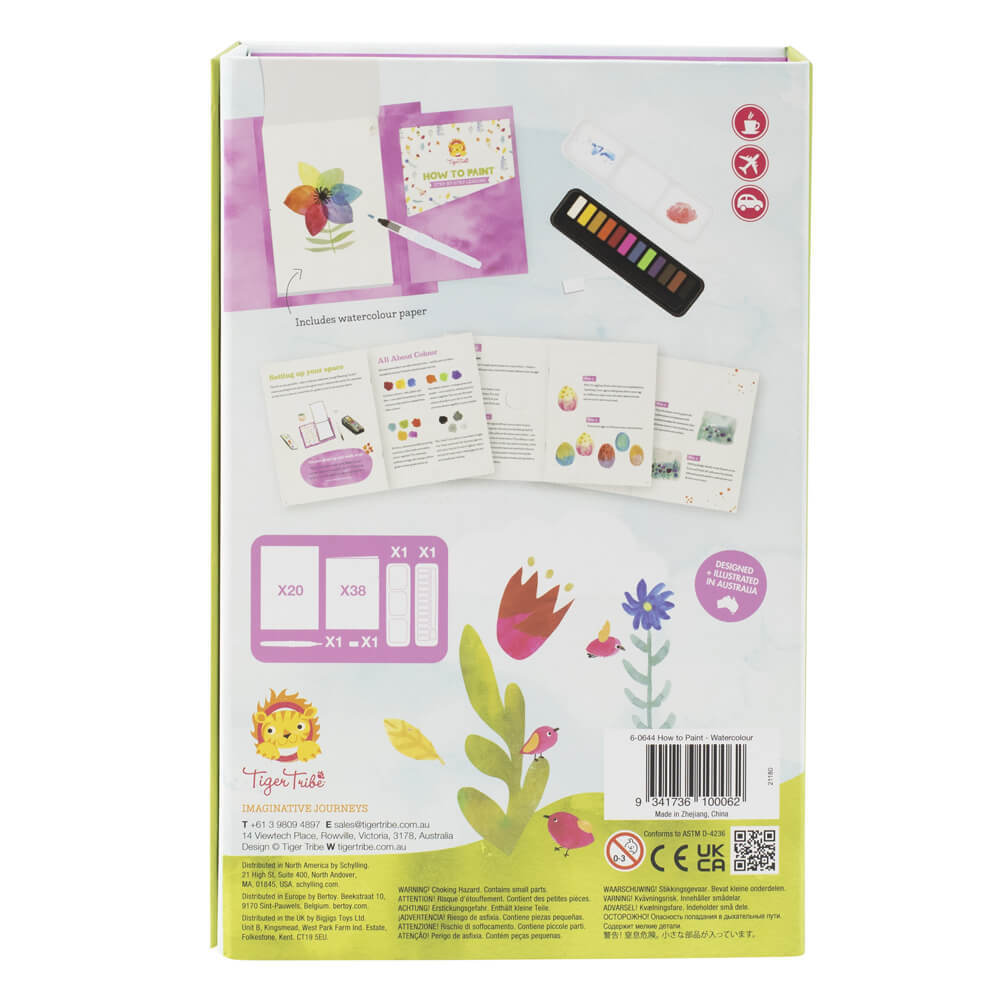 Tiger Tribe
HOW TO PAINT
STEP-BY-STEP LESSONS
Includes watercolour paper
Setting up your space
All About Colour
X20
X38
X1
X1
X1
X1
DESIGNED
+ ILLUSTRATED
IN AUSTRALIA
Tiger Tribe
IMAGINATIVE JOURNEYS
T +61 3 9809 4897 E sales@tigertribe.com.au
14 Viewtech Place, Rowville, Victoria, 3178, Australia
Design © Tiger Tribe W tigertribe.com.au
Distributed in North America by Schylling.
21 High St, Suite 400, North Andover,
MA, 01845, USA. schylling.com
Distributed in Europe by Bertoy. Beekstraat 10,
9170 Sint-Pauwels, Belgium. bertoy.com.
Distributed in the UK by Bigjigs Toys Ltd.
Unit B, Kingsmead, West Park Farm Ind. Estate,
Folkestone, Kent. CT19 5EU.
6-0644 How to Paint - Watercolour
21180
9 341736 100062
Made in Zhejiang, China
Conforms to ASTM D-4236
0-3
CE
UK
CA
WARNING! Choking Hazard. Contains small parts.
ATTENTION! Risque d'étouffement. Contient des petites pièces.
ACHTUNG! Erstickungsgefahr. Enthält Kleine Teile.
¡ADVERTENCIA! Riesgo de asfixia. Contiene piezas pequeñas.
ATTENZIONE! Rischio di soffocamento. Contiene piccole parti.
ATENÇÃO! Perigo de asfixia. Contém peças pequenas.
WAARSCHUWING! Stikkingsgevaar. Bevat kleine onderdelen.
VARNING! Kvävningsrisk. Innehåller smådelar.
ADVARSEL! Kvælningsfare. Indeholder små dele.
ОСТОРОЖНО! Опасность попадания в дыхательные пути.
Содержит мелкие детали.
警告! 窒息危険。小さな部品が入っています。